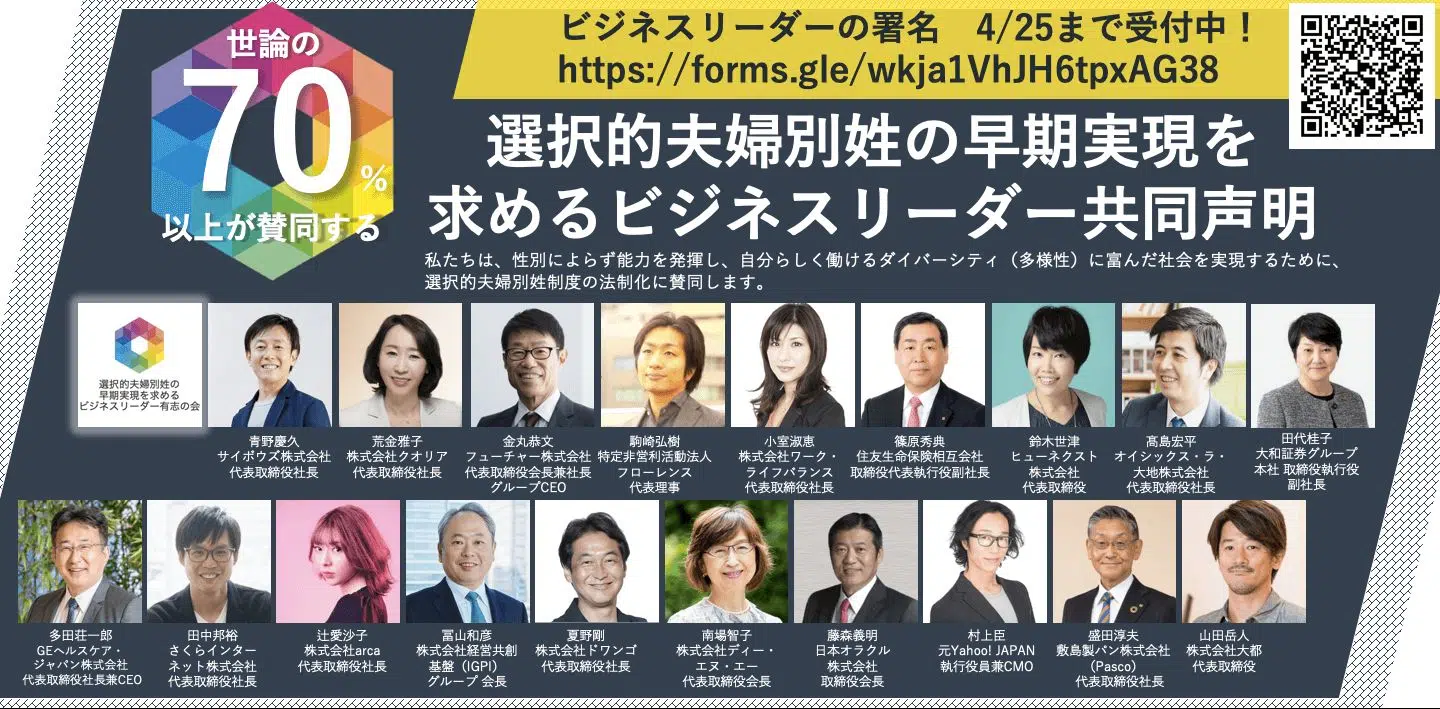 世論の
70%
以上が賛同する
ビジネスリーダーの署名　4/25まで受付中！
https://forms.gle/wkja1VhJH6tpxAG38
選択的夫婦別姓の早期実現を
求めるビジネスリーダー共同声明
私たちは、性別によらず能力を発揮し、自分らしく働けるダイバーシティ（多様性）に富んだ社会を実現するために、
選択的夫婦別姓制度の法制化に賛同します。
選択的夫婦別姓の
早期実現を求める
ビジネスリーダー有志の会
青野慶久
サイボウズ株式会社
代表取締役社長
荒金雅子
株式会社クオリア
代表取締役社長
金丸恭文
フューチャー株式会社
代表取締役会長兼社長
グループCEO
駒崎弘樹
特定非営利活動法人
フローレンス
代表理事
小室淑恵
株式会社ワーク・
ライフバランス
代表取締役社長
篠原秀典
住友生命保険相互会社
取締役代表執行役副社長
鈴木世津
ヒューネクスト
株式会社
代表取締役
髙島宏平
オイシックス・ラ・
大地株式会社
代表取締役社長
田代桂子
大和証券グループ
本社 取締役執行役
副社長
多田荘一郎
GEヘルスケア・
ジャパン株式会社
代表取締役社長兼CEO
田中邦裕
さくらインター
ネット株式会社
代表取締役社長
辻愛沙子
株式会社arca
代表取締役社長
冨山和彦
株式会社経営共創
基盤（IGPI）
グループ 会長
夏野剛
株式会社ドワンゴ
代表取締役社長
南場智子
株式会社ディー・
エヌ・エー
代表取締役会長
藤森義明
日本オラクル
株式会社
取締役会長
村上臣
元Yahoo! JAPAN
執行役員兼CMO
盛田淳夫
敷島製パン株式会社
（Pasco）
代表取締役社長
山田岳人
株式会社大都
代表取締役